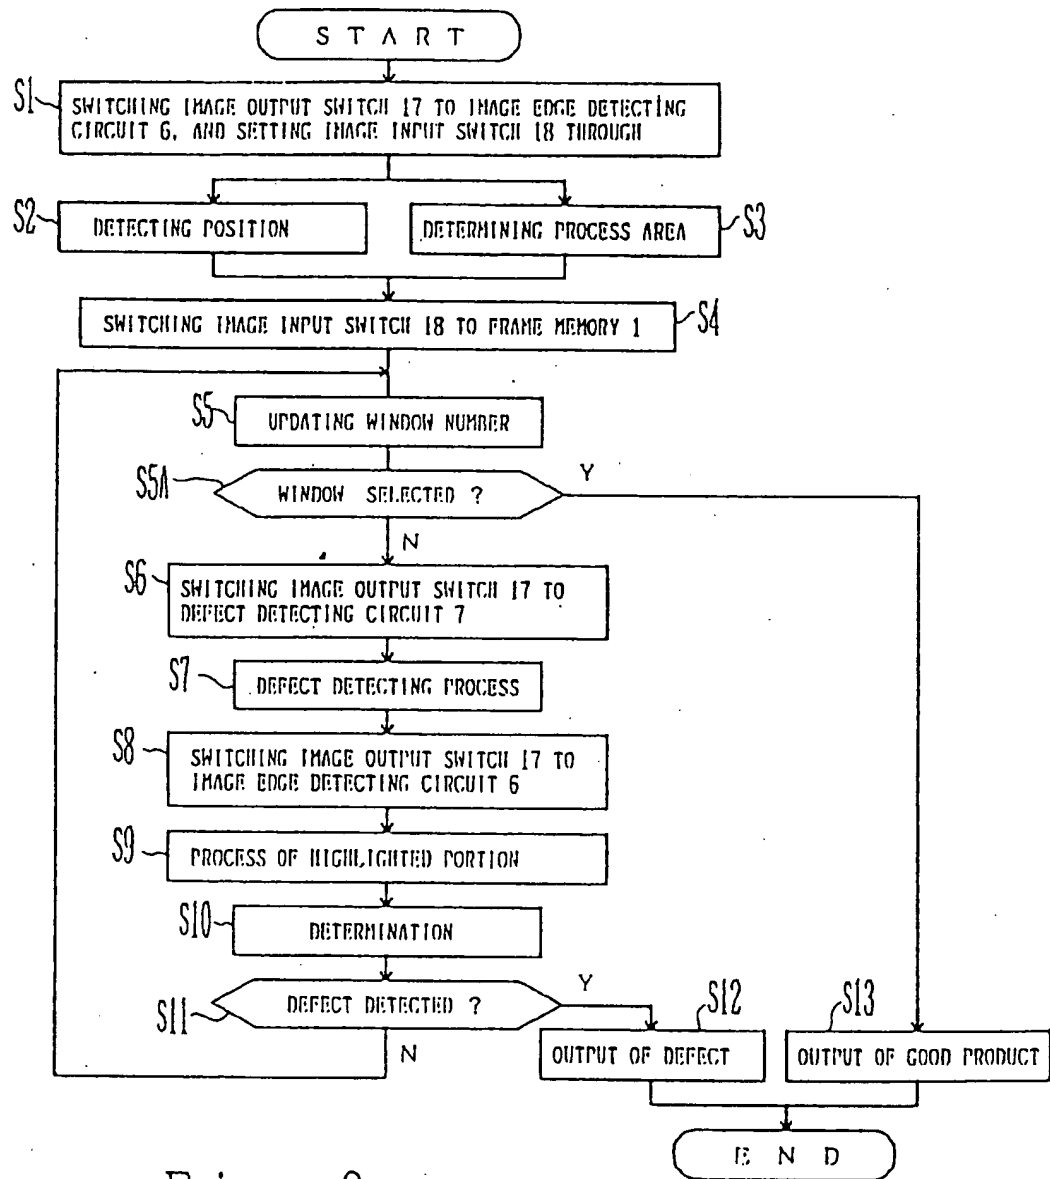 START
S1
SWITCHING IMAGE OUTPUT SWITCH 17 TO IMAGE EDGE DETECTING
CIRCUIT 6, AND SETTING IMAGE INPUT SWITCH 18 THROUGH
S2
DETECTING POSITION
DETERMINING PROCESS AREA
S3
SWITCHING IMAGE INPUT SWITCH 18 TO FRAME MEMORY 1
S4
S5
UPDATING WINDOW NUMBER
S5A
WINDOW SELECTED ?
Y
N
S6
SWITCHING IMAGE OUTPUT SWITCH 17 TO
DEFECT DETECTING CIRCUIT 7
S7
DEFECT DETECTING PROCESS
S8
SWITCHING IMAGE OUTPUT SWITCH 17 TO
IMAGE EDGE DETECTING CIRCUIT 6
S9
PROCESS OF HIGHLIGHTED PORTION
S10
DETERMINATION
S11
DEFECT DETECTED ?
Y
N
S12
OUTPUT OF DEFECT
S13
OUTPUT OF GOOD PRODUCT
END